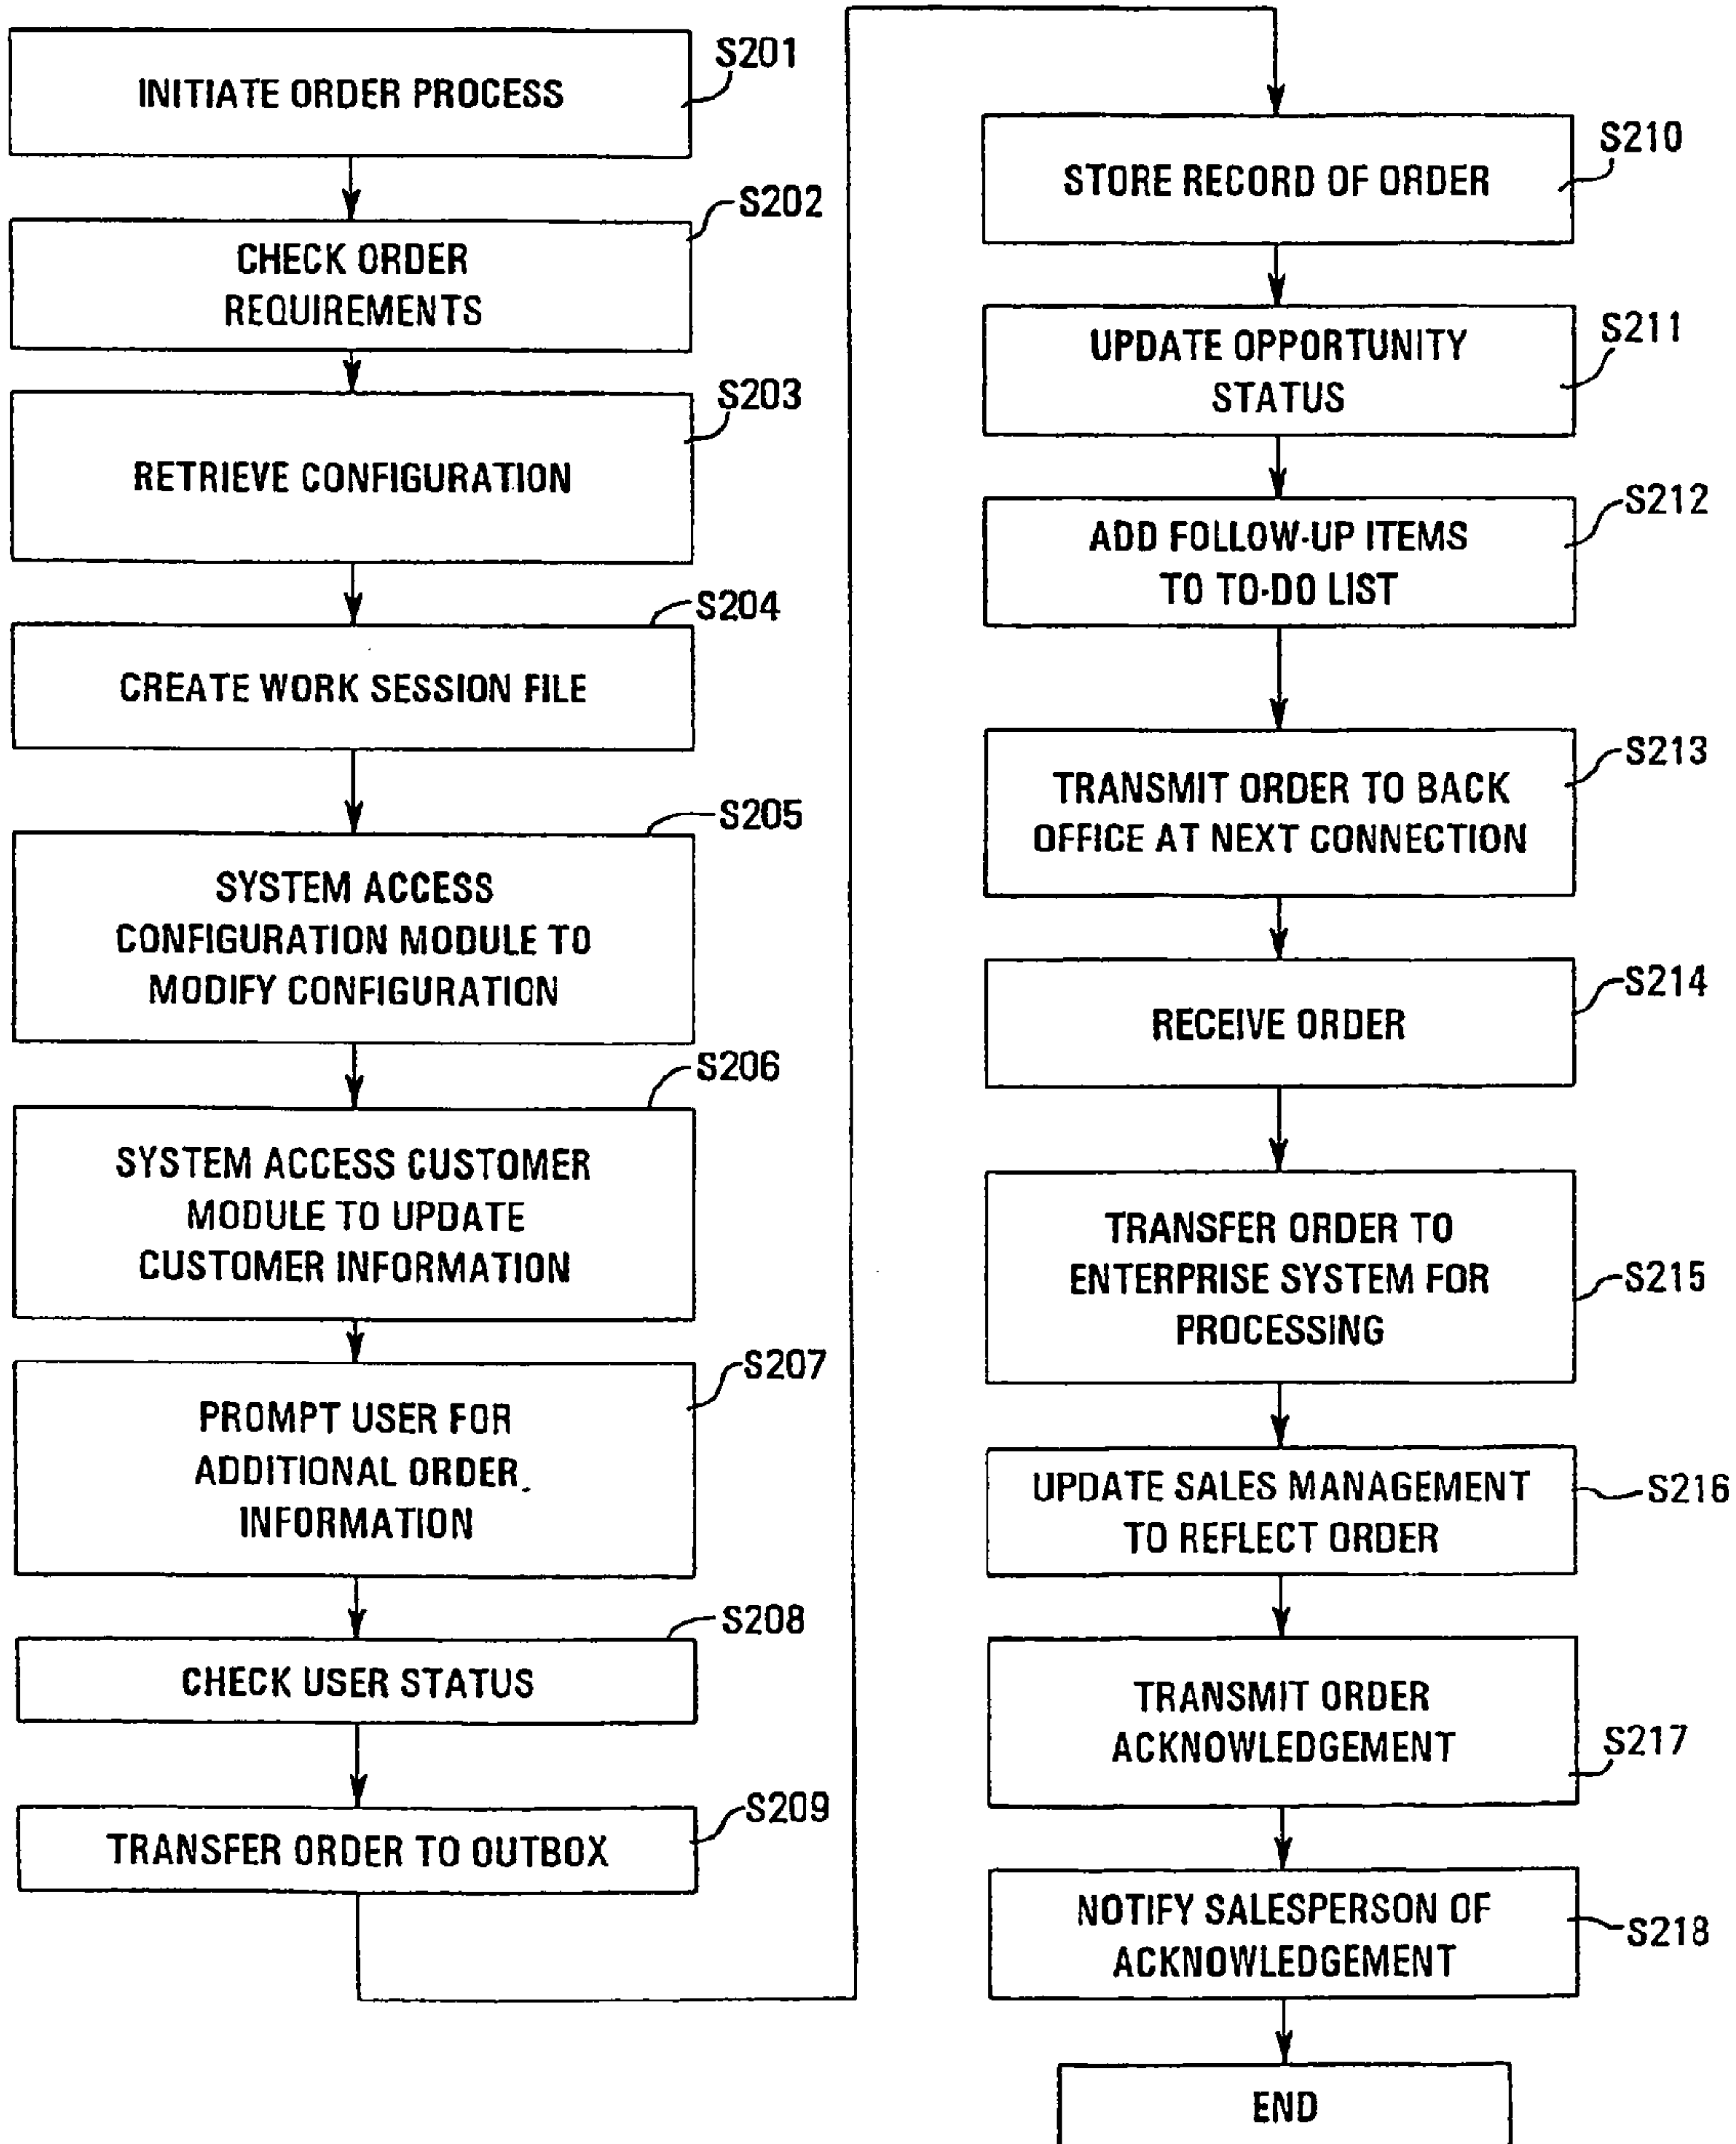 INITIATE ORDER PROCESS
S201
CHECK ORDER
REQUIREMENTS
S202
RETRIEVE CONFIGURATION
S203
CREATE WORK SESSION FILE
S204
SYSTEM ACCESS
CONFIGURATION MODULE TO
MODIFY CONFIGURATION
S205
SYSTEM ACCESS CUSTOMER
MODULE TO UPDATE
CUSTOMER INFORMATION
S206
PROMPT USER FOR
ADDITIONAL ORDER
INFORMATION
S207
CHECK USER STATUS
S208
TRANSFER ORDER TO OUTBOX
S209
STORE RECORD OF ORDER
S210
UPDATE OPPORTUNITY
STATUS
S211
ADD FOLLOW-UP ITEMS
TO TO-DO LIST
S212
TRANSMIT ORDER TO BACK
OFFICE AT NEXT CONNECTION
S213
RECEIVE ORDER
S214
TRANSFER ORDER TO
ENTERPRISE SYSTEM FOR
PROCESSING
S215
UPDATE SALES MANAGEMENT
TO REFLECT ORDER
S216
TRANSMIT ORDER
ACKNOWLEDGEMENT
S217
NOTIFY SALESPERSON OF
ACKNOWLEDGEMENT
S218
END